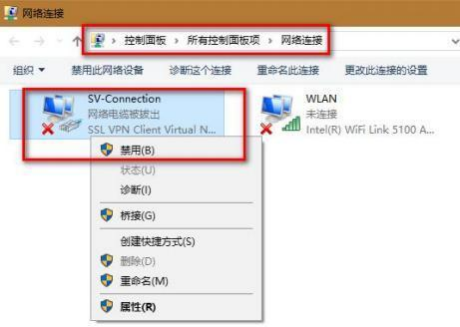 网络连接
控制面板 > 所有控制面板项 > 网络连接
组织 禁用此网络设备 诊断这个连接 重命名此连接 更改此连接的设置
SV-Connection
网络电缆被拔出
SSL VPN Client Virtual N...
WLAN
未连接
Intel(R) WiFi Link 5100 A...
禁用(B)
状态(U)
诊断(I)
桥接(G)
创建快捷方式(S)
删除(D)
重命名(M)
属性(R)